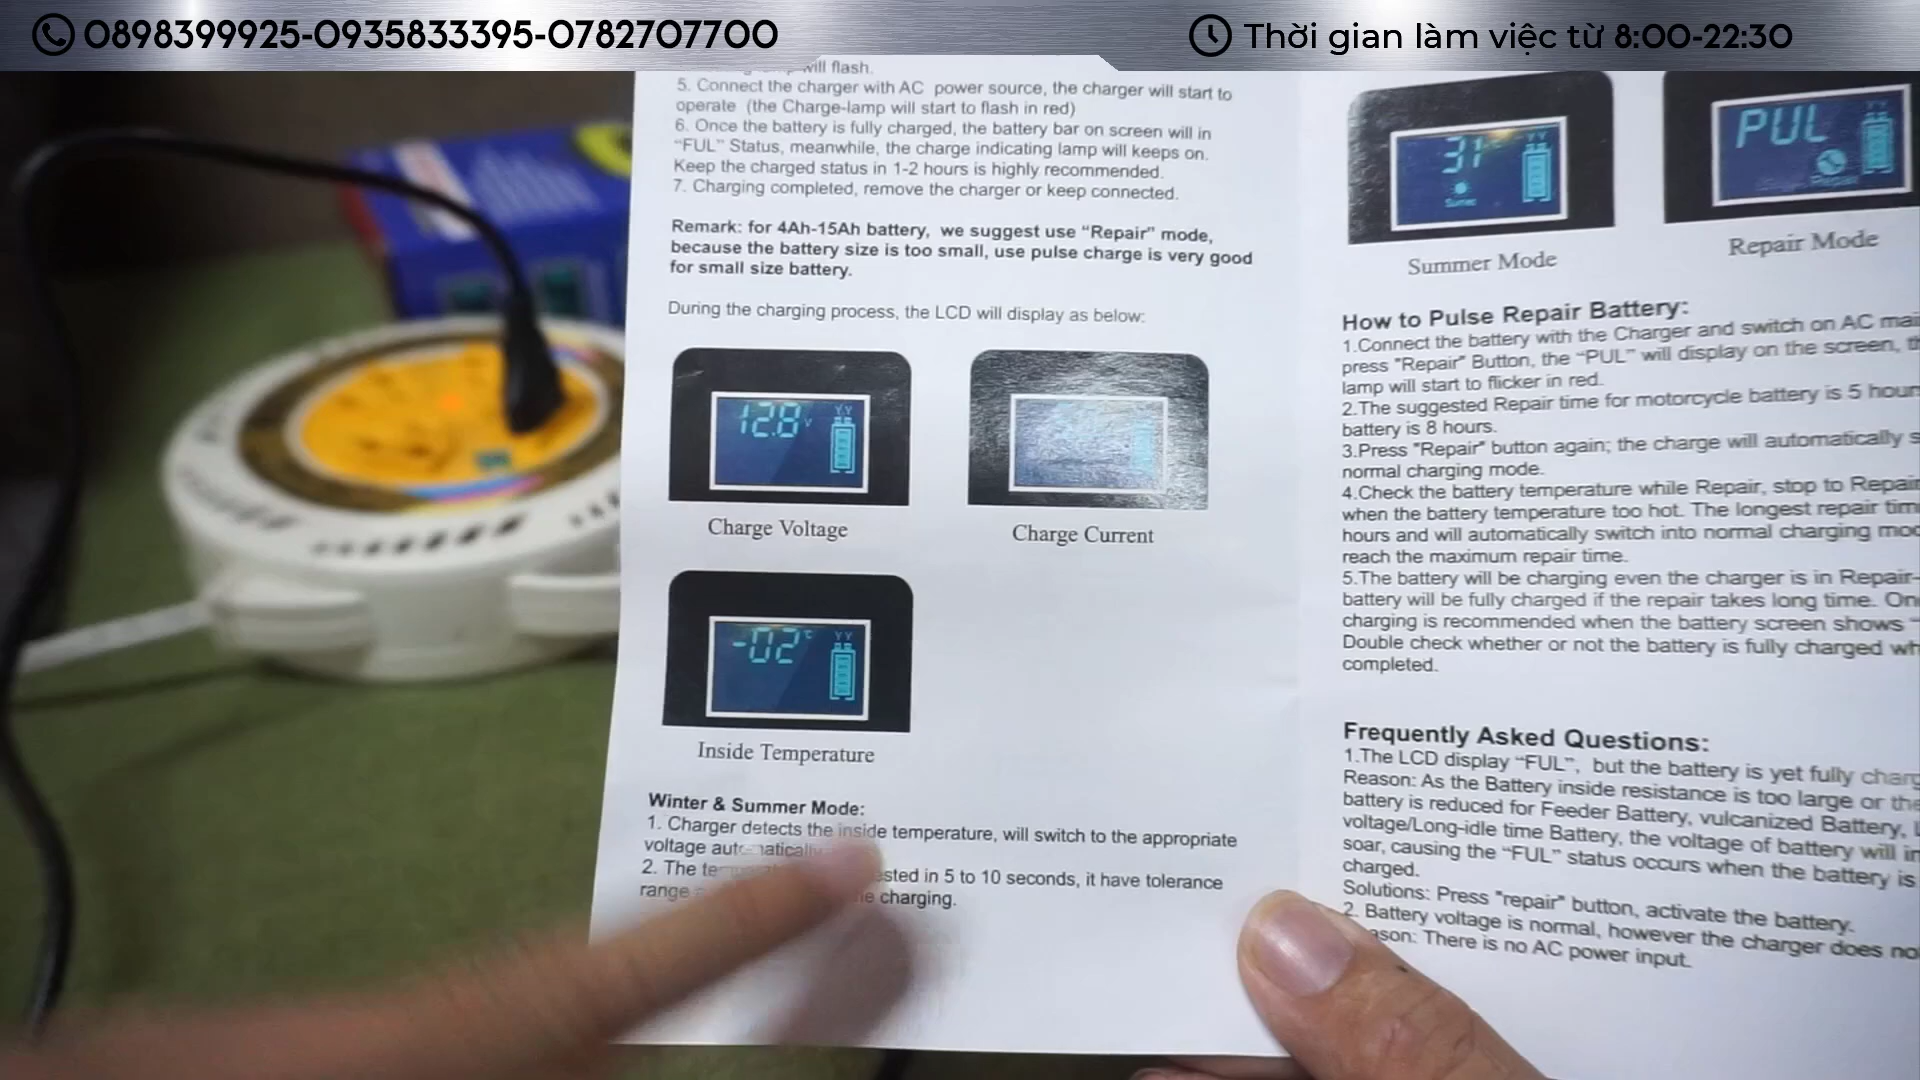 0898399925-0935833395-0782707700
Thời gian làm việc từ 8:00-22:30
will flash.
5. Connect the charger with AC power source, the charger will start to
operate (the Charge-lamp will start to flash in red)
6. Once the battery is fully charged, the battery bar on screen will in
“FUL” Status, meanwhile, the charge indicating lamp will keeps on.
Keep the charged status in 1-2 hours is highly recommended.
7. Charging completed, remove the charger or keep connected.
Remark: for 4Ah-15Ah battery, we suggest use “Repair” mode,
because the battery size is too small, use pulse charge is very good
for small size battery.
During the charging process, the LCD will display as below:
12.8 V
Charge Voltage
Charge Current
-02 °C
Inside Temperature
Winter & Summer Mode:
1. Charger detects the inside temperature, will switch to the appropriate
voltage automatically
2. The ested in 5 to 10 seconds, it have tolerance
range charging.
31 °C
Summer Mode
PUL
Repair
Repair Mode
How to Pulse Repair Battery:
1.Connect the battery with the Charger and switch on AC mai
press "Repair" Button, the “PUL” will display on the screen, th
lamp will start to flicker in red.
2.The suggested Repair time for motorcycle battery is 5 hour
battery is 8 hours.
3.Press "Repair" button again; the charge will automatically s
normal charging mode.
4.Check the battery temperature while Repair, stop to Repair
when the battery temperature too hot. The longest repair tim
hours and will automatically switch into normal charging mod
reach the maximum repair time.
5.The battery will be charging even the charger is in Repair-
battery will be fully charged if the repair takes long time. On
charging is recommended when the battery screen shows “
Double check whether or not the battery is fully charged wh
completed.
Frequently Asked Questions:
1.The LCD display “FUL”, but the battery is yet fully charg
Reason: As the Battery inside resistance is too large or the
battery is reduced for Feeder Battery, vulcanized Battery, L
voltage/Long-idle time Battery, the voltage of battery will in
soar, causing the “FUL” status occurs when the battery is
charged.
Solutions: Press "repair" button, activate the battery.
2. Battery voltage is normal, however the charger does no
ason: There is no AC power input.